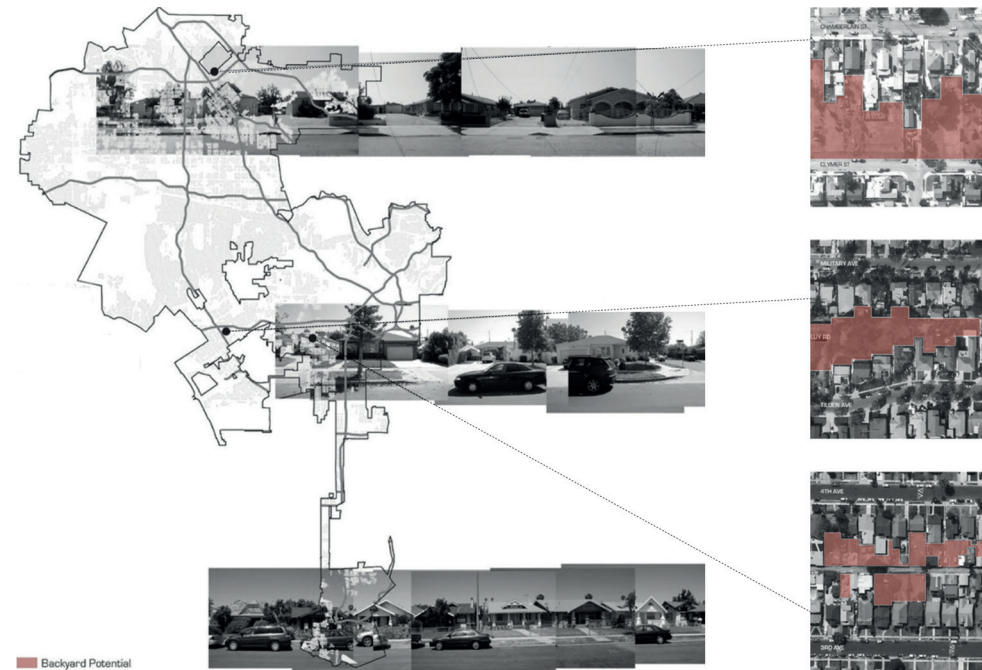 CHAMBERLAIN ST
CLYMER ST
MILITARY AVE
TILDEN AVE
4TH AVE
3RD AVE
Backyard Potential